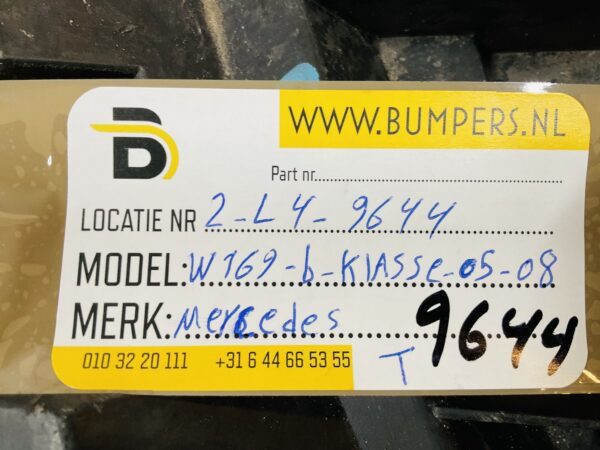 B
WWW.BUMPERS.NL
Part nr.
LOCATIE NR 2-L4-9644
MODEL: W169-b-KlASSe-05-08
MERK: Mercedes
9644
010 32 20 111 +31 6 44 66 53 55
T